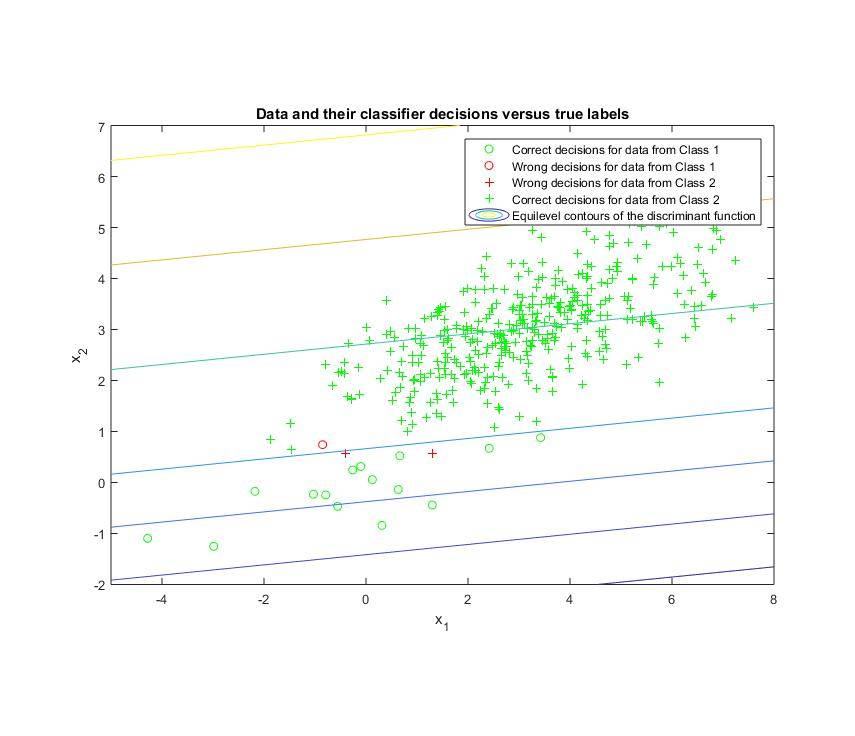 Data and their classifier decisions versus true labels
7
6
5
4
3
2
1
0
-1
-2
x2
Correct decisions for data from Class 1
Wrong decisions for data from Class 1
Wrong decisions for data from Class 2
Correct decisions for data from Class 2
Equilevel contours of the discriminant function
-4 -2 0 2 4 6 8
x1